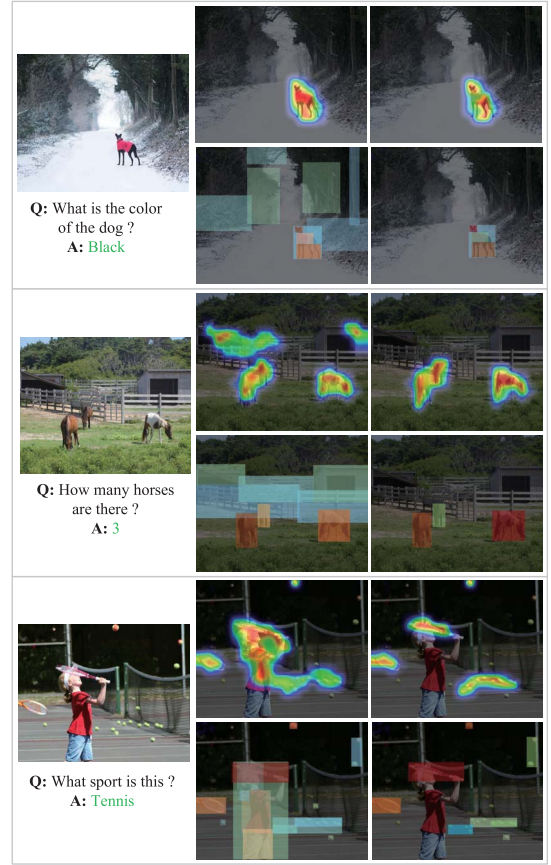 Q: What is the color
of the dog ?
A: Black
Q: How many horses
are there ?
A: 3
Q: What sport is this ?
A: Tennis